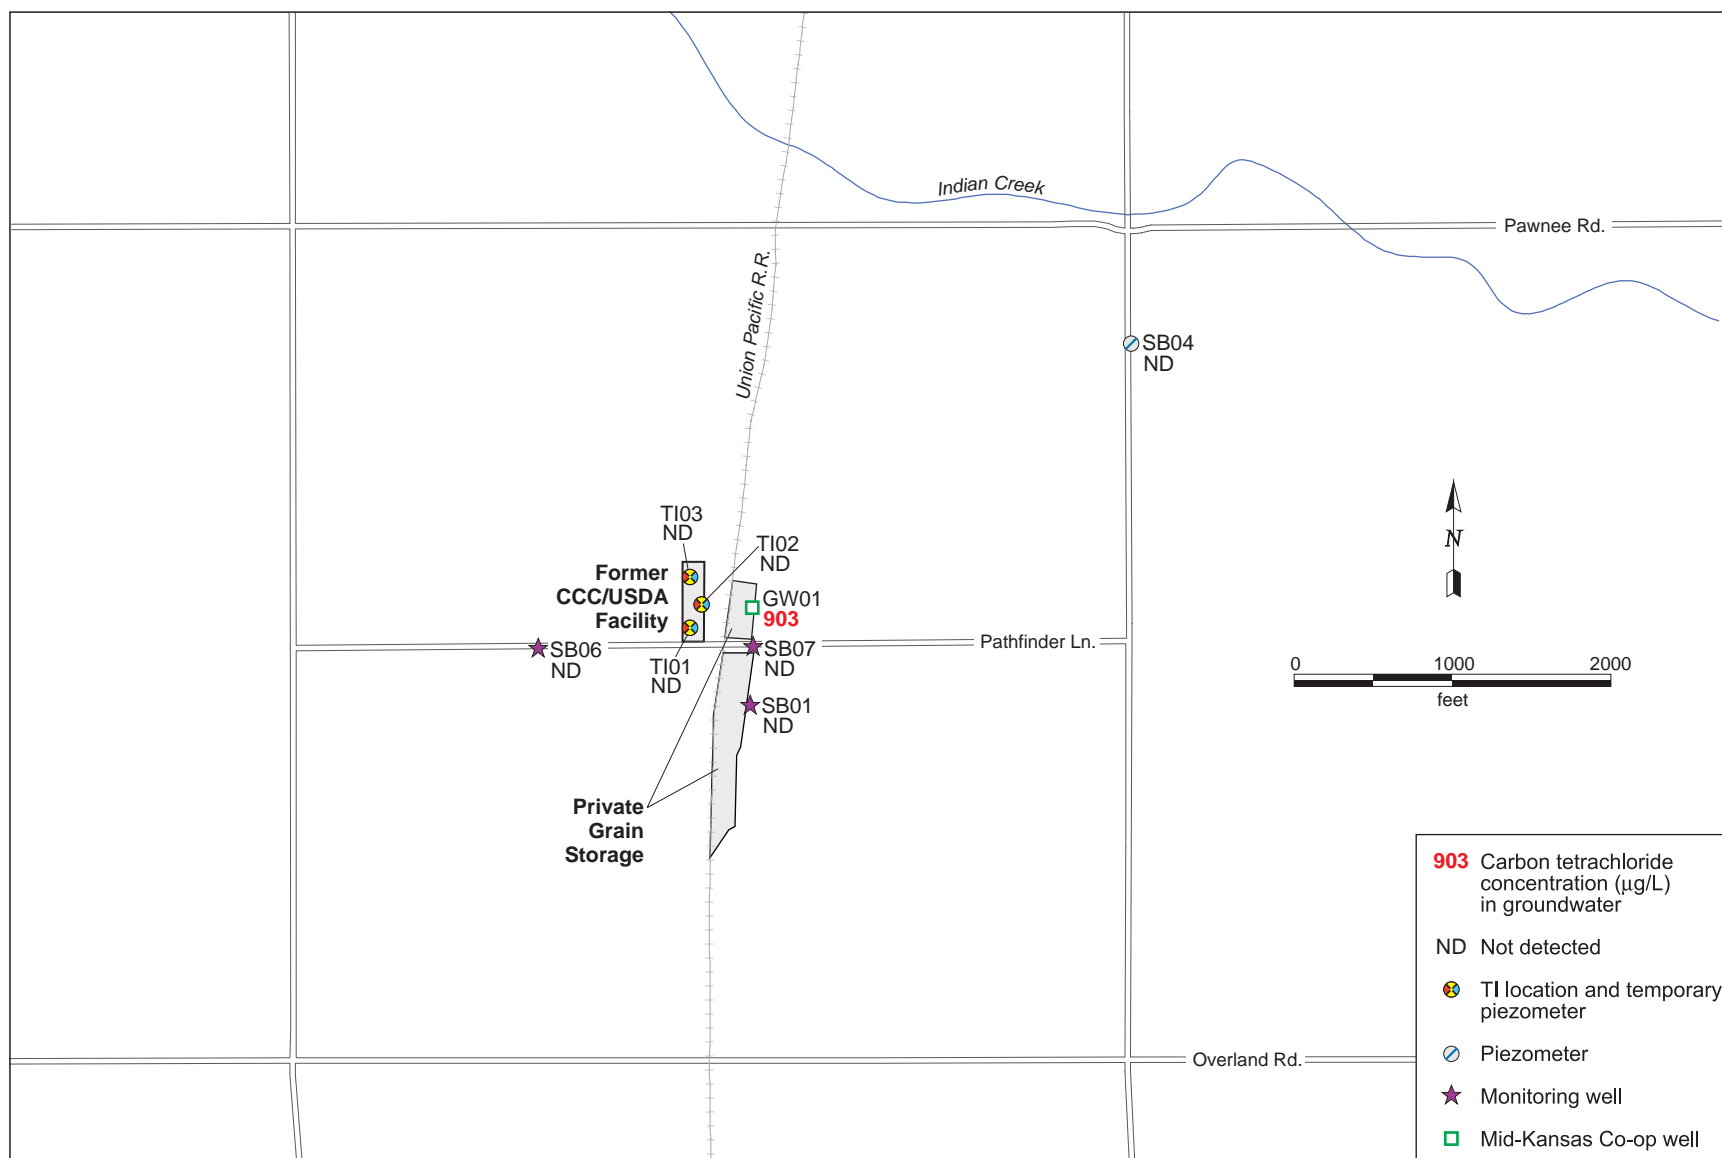 Indian Creek
Pawnee Rd.
Union Pacific R.R.
SB04
ND
TI03
ND
TI02
ND
Former
CCC/USDA
Facility
GW01
903
N
SB06
ND
TI01
ND
SB07
ND
Pathfinder Ln.
SB01
ND
0 1000 2000
feet
Private
Grain
Storage
Overland Rd.
903 Carbon tetrachloride
concentration (µg/L)
in groundwater
ND Not detected
TI location and temporary
piezometer
Piezometer
Monitoring well
Mid-Kansas Co-op well